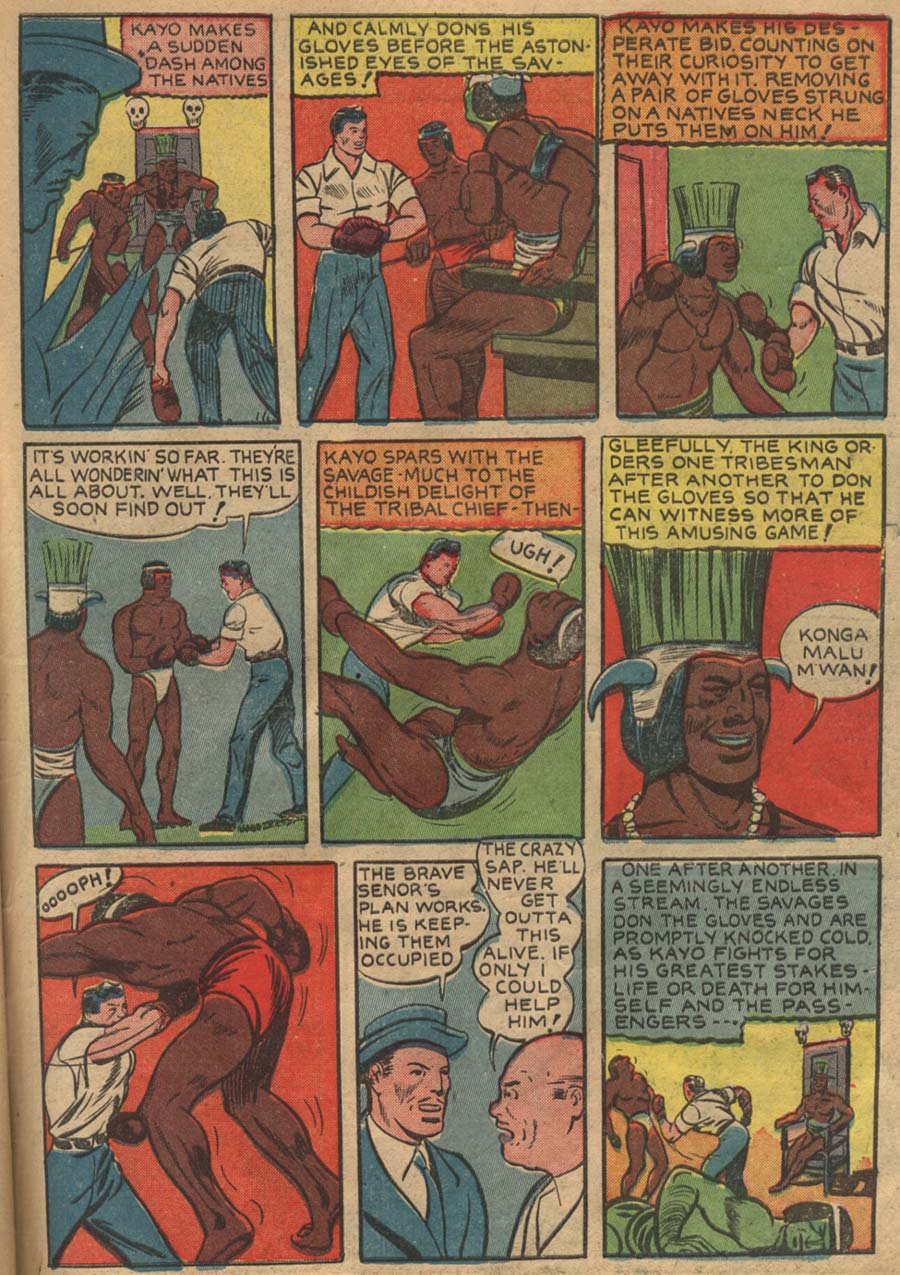 KAYO MAKES
A SUDDEN
DASH AMONG
THE NATIVES
AND CALMLY DONS HIS
GLOVES BEFORE THE ASTON-
ISHED EYES OF THE SAV-
AGES!
KAYO MAKES HIS DES-
PERATE BID. COUNTING ON
THEIR CURIOSITY TO GET
AWAY WITH IT. REMOVING
A PAIR OF GLOVES STRUNG
ON A NATIVES NECK HE
PUTS THEM ON HIM!
IT'S WORKIN' SO FAR. THEY'RE
ALL WONDERIN' WHAT THIS IS
ALL ABOUT. WELL, THEY'LL
SOON FIND OUT!
KAYO SPARS WITH THE
SAVAGE-MUCH TO THE
CHILDISH DELIGHT OF
THE TRIBAL CHIEF-THEN-
UGH!
GLEEFULLY, THE KING OR-
DERS ONE TRIBESMAN
AFTER ANOTHER TO DON
THE GLOVES SO THAT HE
CAN WITNESS MORE OF
THIS AMUSING GAME!
KONGA
MALU
M'WAN!
OOOOPH!
THE BRAVE
SENOR'S
PLAN WORKS.
HE IS KEEP-
ING THEM
OCCUPIED
THE CRAZY
SAP. HE'LL
NEVER
GET
OUTTA
THIS
ALIVE. IF
ONLY I
COULD
HELP
HIM!
ONE AFTER ANOTHER, IN
A SEEMINGLY ENDLESS
STREAM, THE SAVAGES
DON THE GLOVES AND ARE
PROMPTLY KNOCKED COLD,
AS KAYO FIGHTS FOR
HIS GREATEST STAKES-
LIFE OR DEATH FOR HIM-
SELF AND THE PASS-
ENGERS---